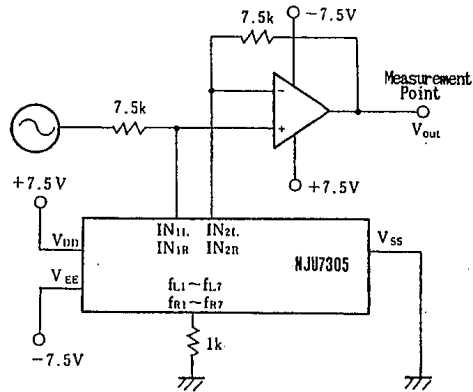 7.5k
-7.5V
Measurement
Point
7.5k
-
+
Vout
+7.5V
+7.5V
IN1L IN2L
IN1R IN2R
VDD
VSS
NJU7305
VEE
fL1~fL7
fR1~fR7
1k
-7.5V